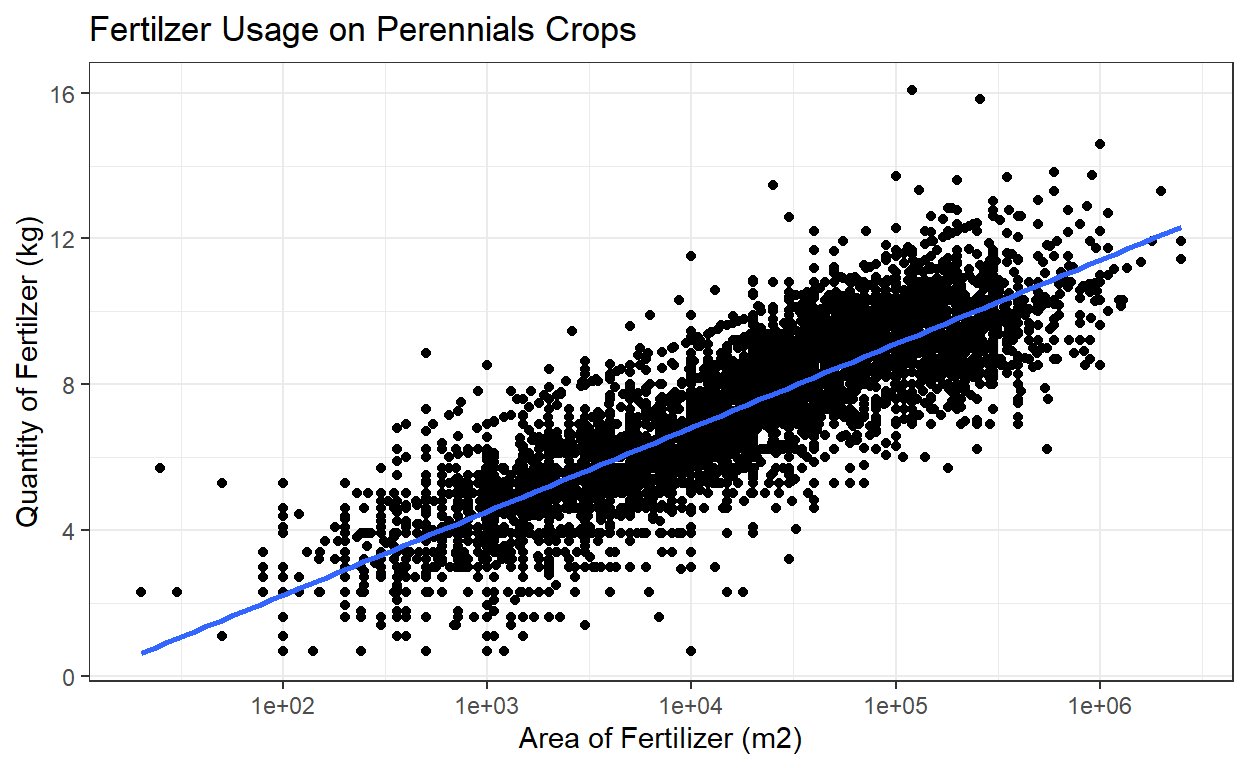 Fertilzer Usage on Perennials Crops
Quantity of Fertilzer (kg)
16
12
8
4
0
1e+02 1e+03 1e+04 1e+05 1e+06
Area of Fertilizer (m2)